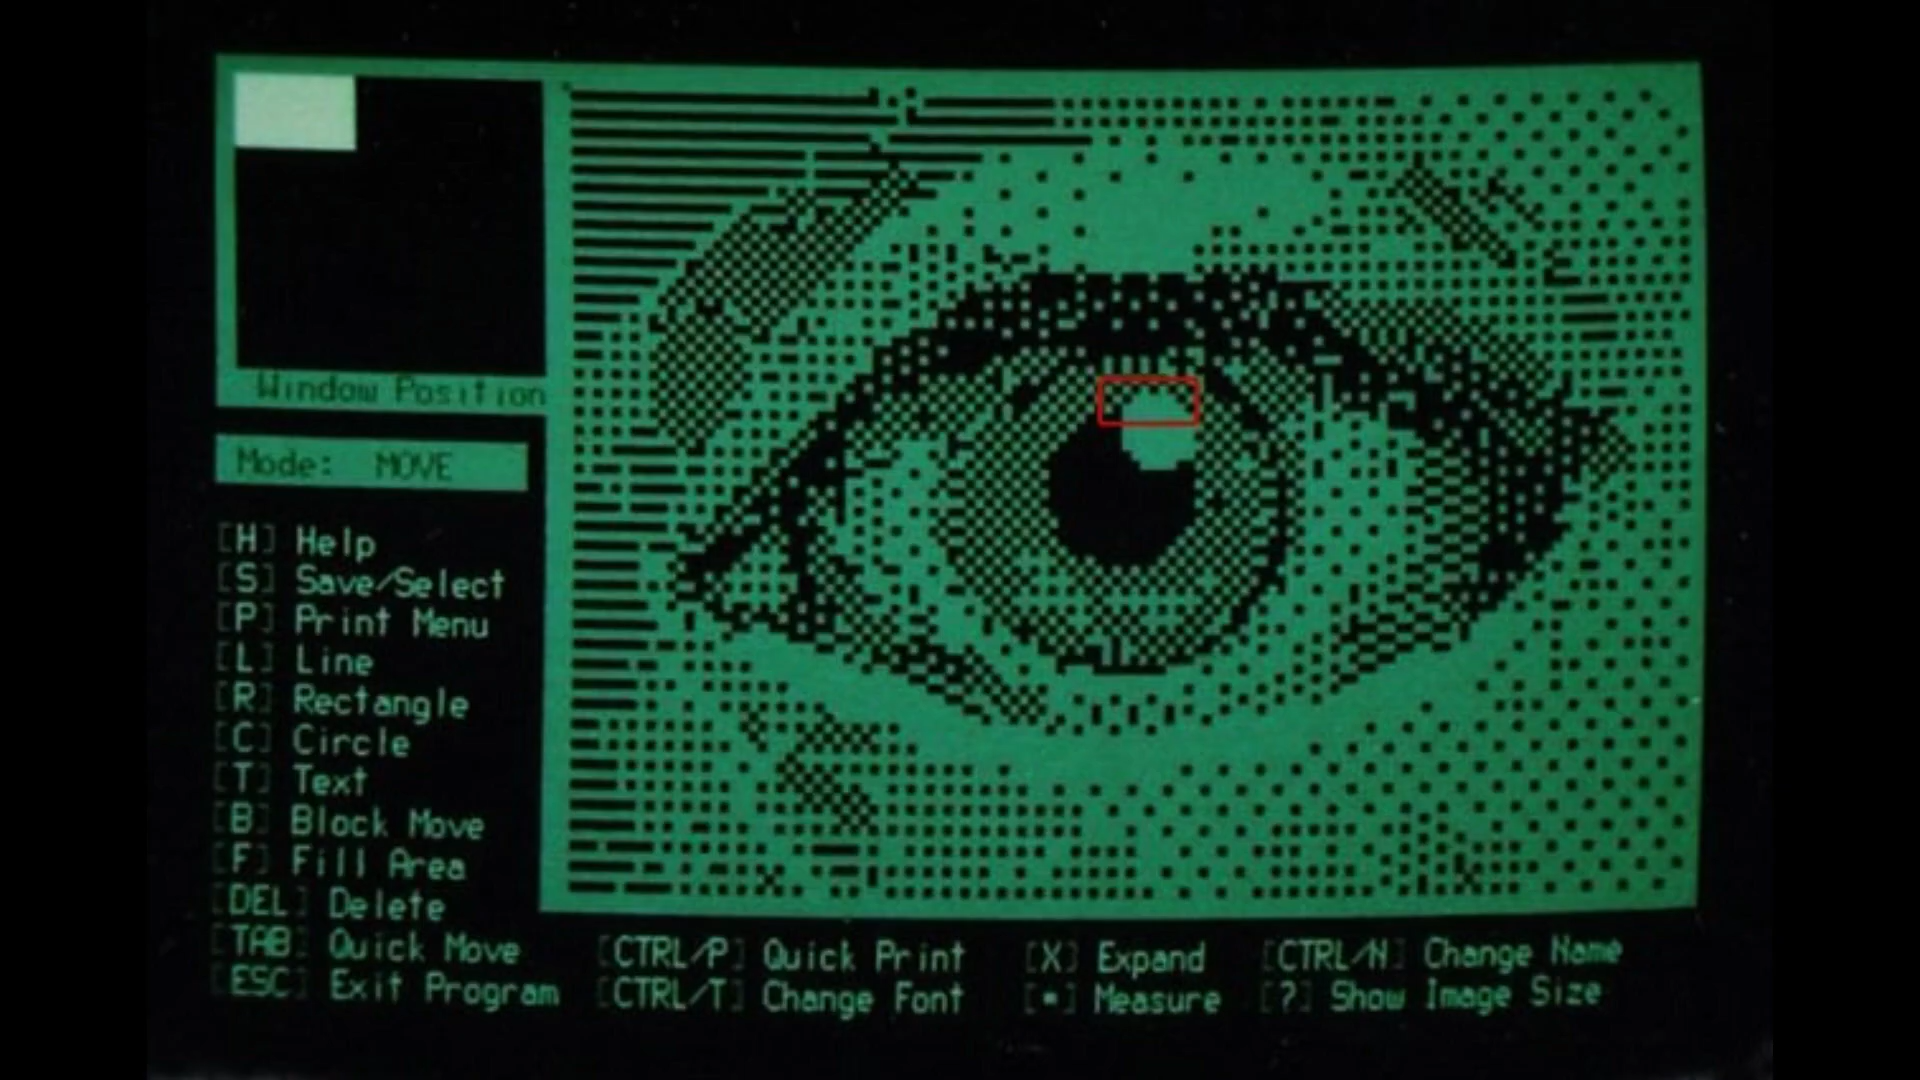 Window Position
Mode: MOVE
[H] Help
[S] Save/Select
[P] Print Menu
[L] Line
[R] Rectangle
[C] Circle
[T] Text
[B] Block Move
[F] Fill Area
[DEL] Delete
[TAB] Quick Move
[ESC] Exit Program
[CTRL/P] Quick Print
[CTRL/T] Change Font
[X] Expand
[*] Measure
[CTRL/N] Change Name
[?] Show Image Size